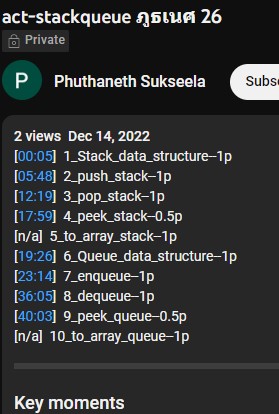 act-stackqueue ภูธเนศ 26
Private
P
Phuthaneth Sukseela
Subs
2 views Dec 14, 2022
[00:05] 1_Stack_data_structure--1p
[05:48] 2_push_stack--1p
[12:19] 3_pop_stack--1p
[17:59] 4_peek_stack--0.5p
[n/a] 5_to_array_stack--1p
[19:26] 6_Queue_data_structure--1p
[23:14] 7_enqueue--1p
[36:05] 8_dequeue--1p
[40:03] 9_peek_queue--0.5p
[n/a] 10_to_array_queue--1p
Key moments